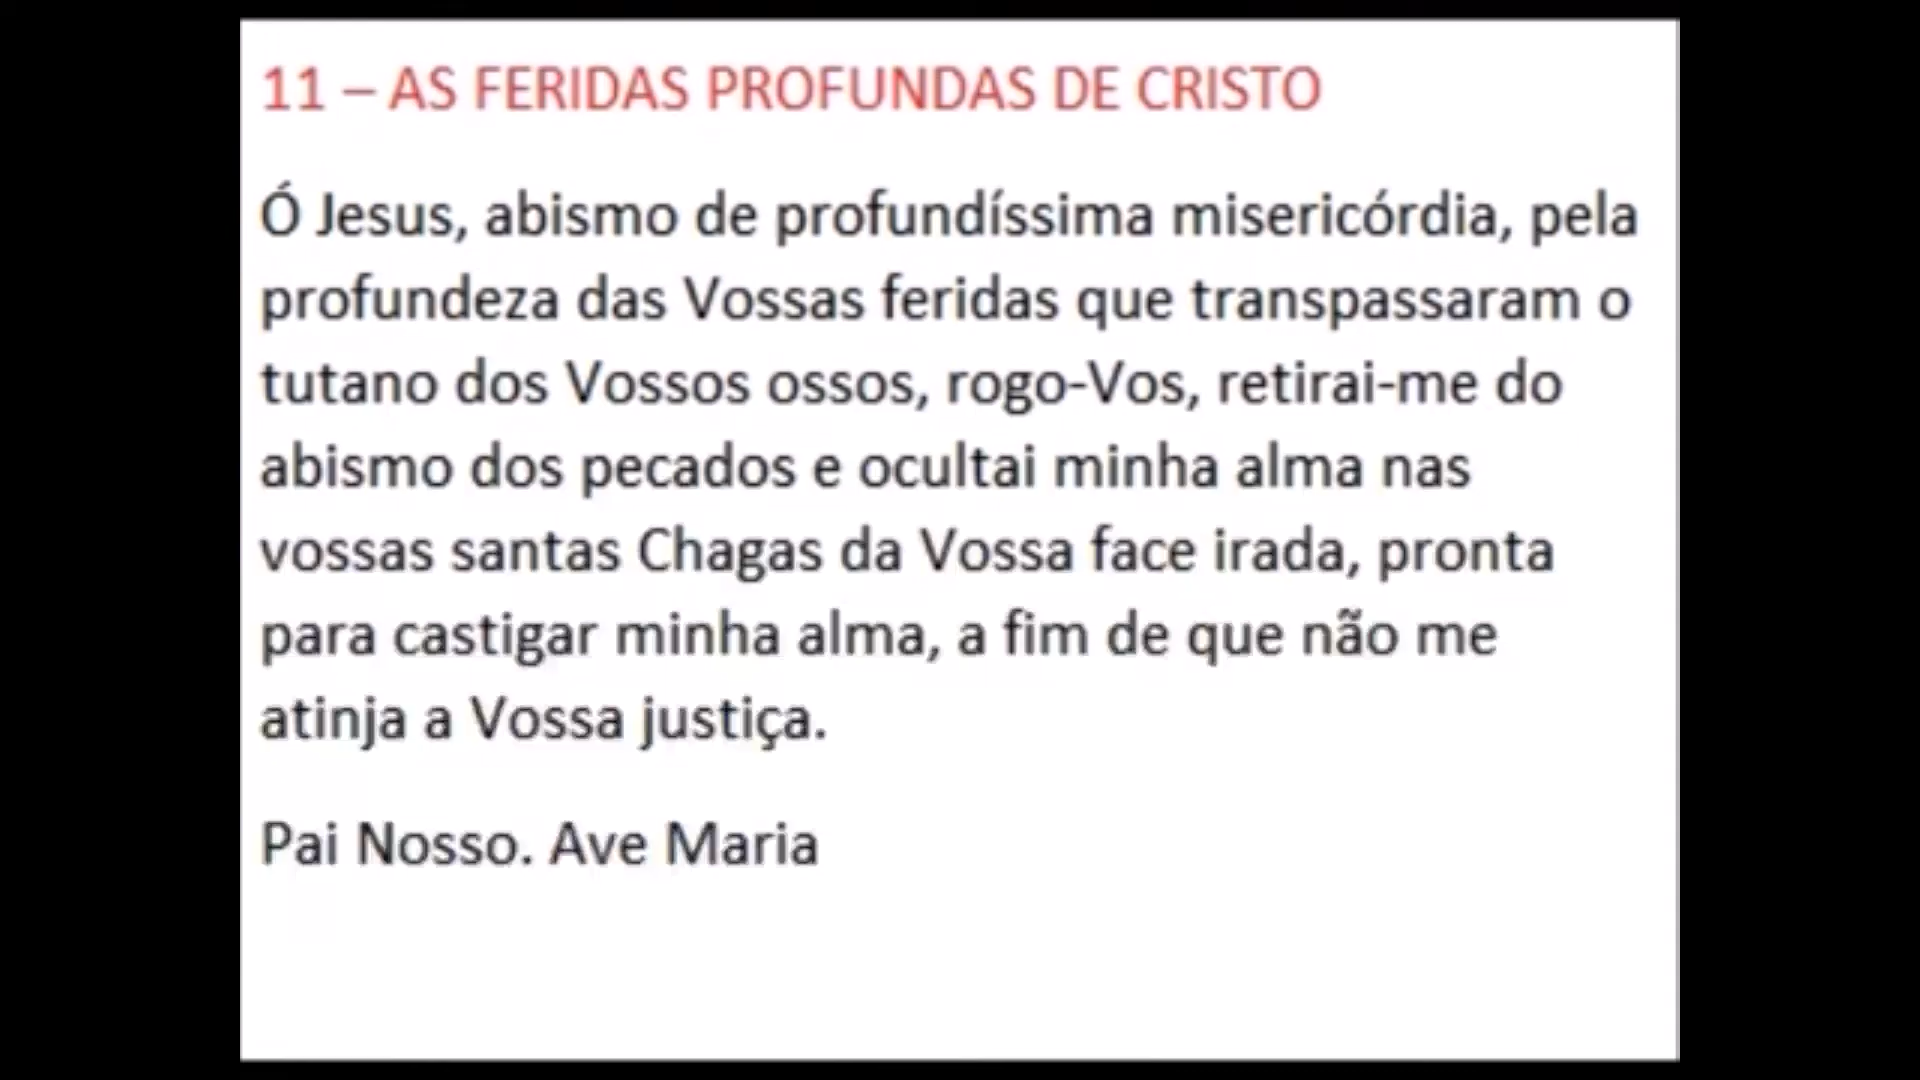 11 – AS FERIDAS PROFUNDAS DE CRISTO
Ó Jesus, abismo de profundíssima misericórdia, pela
profundeza das Vossas feridas que transpassaram o
tutano dos Vossos ossos, rogo-Vos, retirai-me do
abismo dos pecados e ocultai minha alma nas
vossas santas Chagas da Vossa face irada, pronta
para castigar minha alma, a fim de que não me
atinja a Vossa justiça.
Pai Nosso. Ave Maria